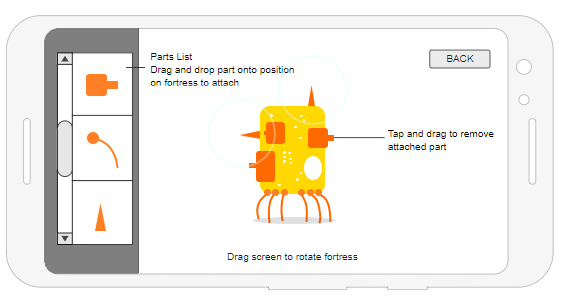 Parts List
Drag and drop part onto position
on fortress to attach
BACK
Tap and drag to remove
attached part
Drag screen to rotate fortress